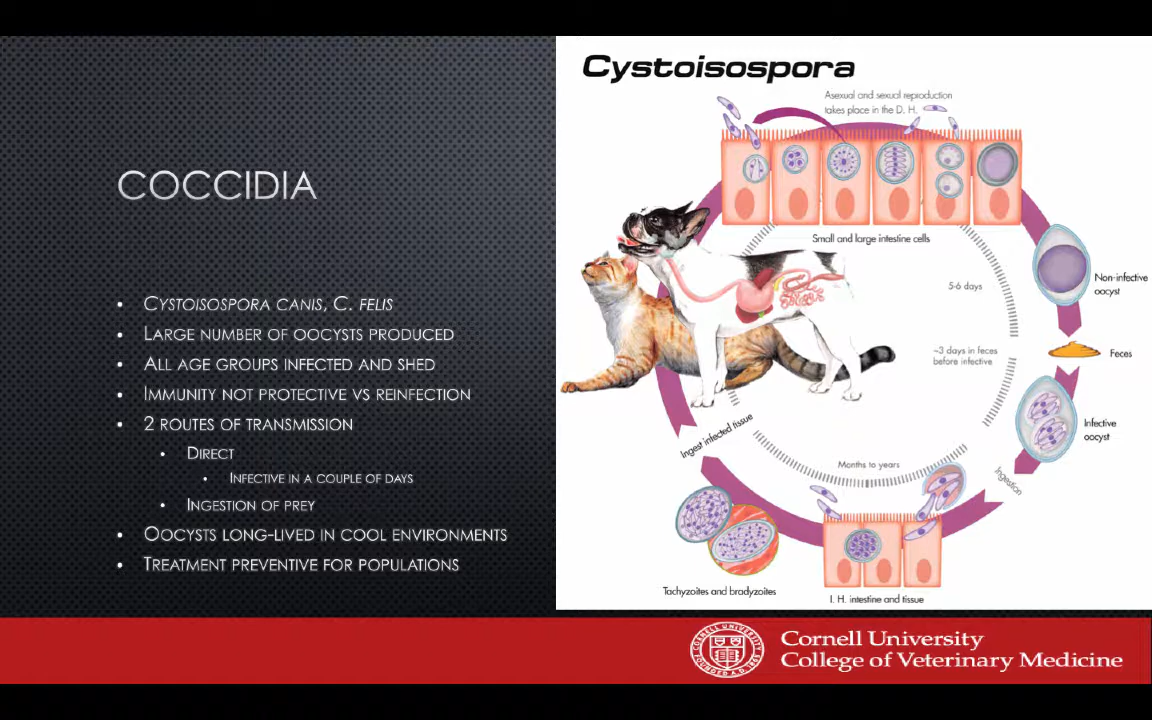 COCCIDIA
CYSTOISOSPORA CANIS, C. FELIS
LARGE NUMBER OF OOCYSTS PRODUCED
ALL AGE GROUPS INFECTED AND SHED
IMMUNITY NOT PROTECTIVE VS REINFECTION
2 ROUTES OF TRANSMISSION
DIRECT
INFECTIVE IN A COUPLE OF DAYS
INGESTION OF PREY
OOCYSTS LONG-LIVED IN COOL ENVIRONMENTS
TREATMENT PREVENTIVE FOR POPULATIONS
Cystoisospora
Asexual and sexual reproduction
takes place in the D. H.
Small and large intestine cells
Non-infective
oocyst
5-6 days
~3 days in feces
before infective
Feces
Infective
oocyst
Ingest infected tissue
Months to years
Ingestion
Tachyzoites and bradyzoites
I. H. intestine and tissue
Cornell University
College of Veterinary Medicine
CORNELL UNIVERSITY
FOUNDED A.D. 1865